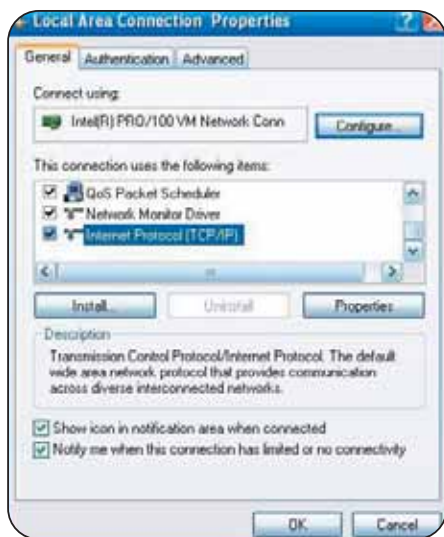 Local Area Connection Properties
General Authentication Advanced
Connect using:
Intel(R) PRO/100 VM Network Conn Configure...
This connection uses the following items:
QoS Packet Scheduler
Network Monitor Driver
Internet Protocol (TCP/IP)
Install... Uninstall Properties
Description
Transmission Control Protocol/Internet Protocol. The default
wide area network protocol that provides communication
across diverse interconnected networks.
Show icon in notification area when connected
Notify me when this connection has limited or no connectivity
OK Cancel